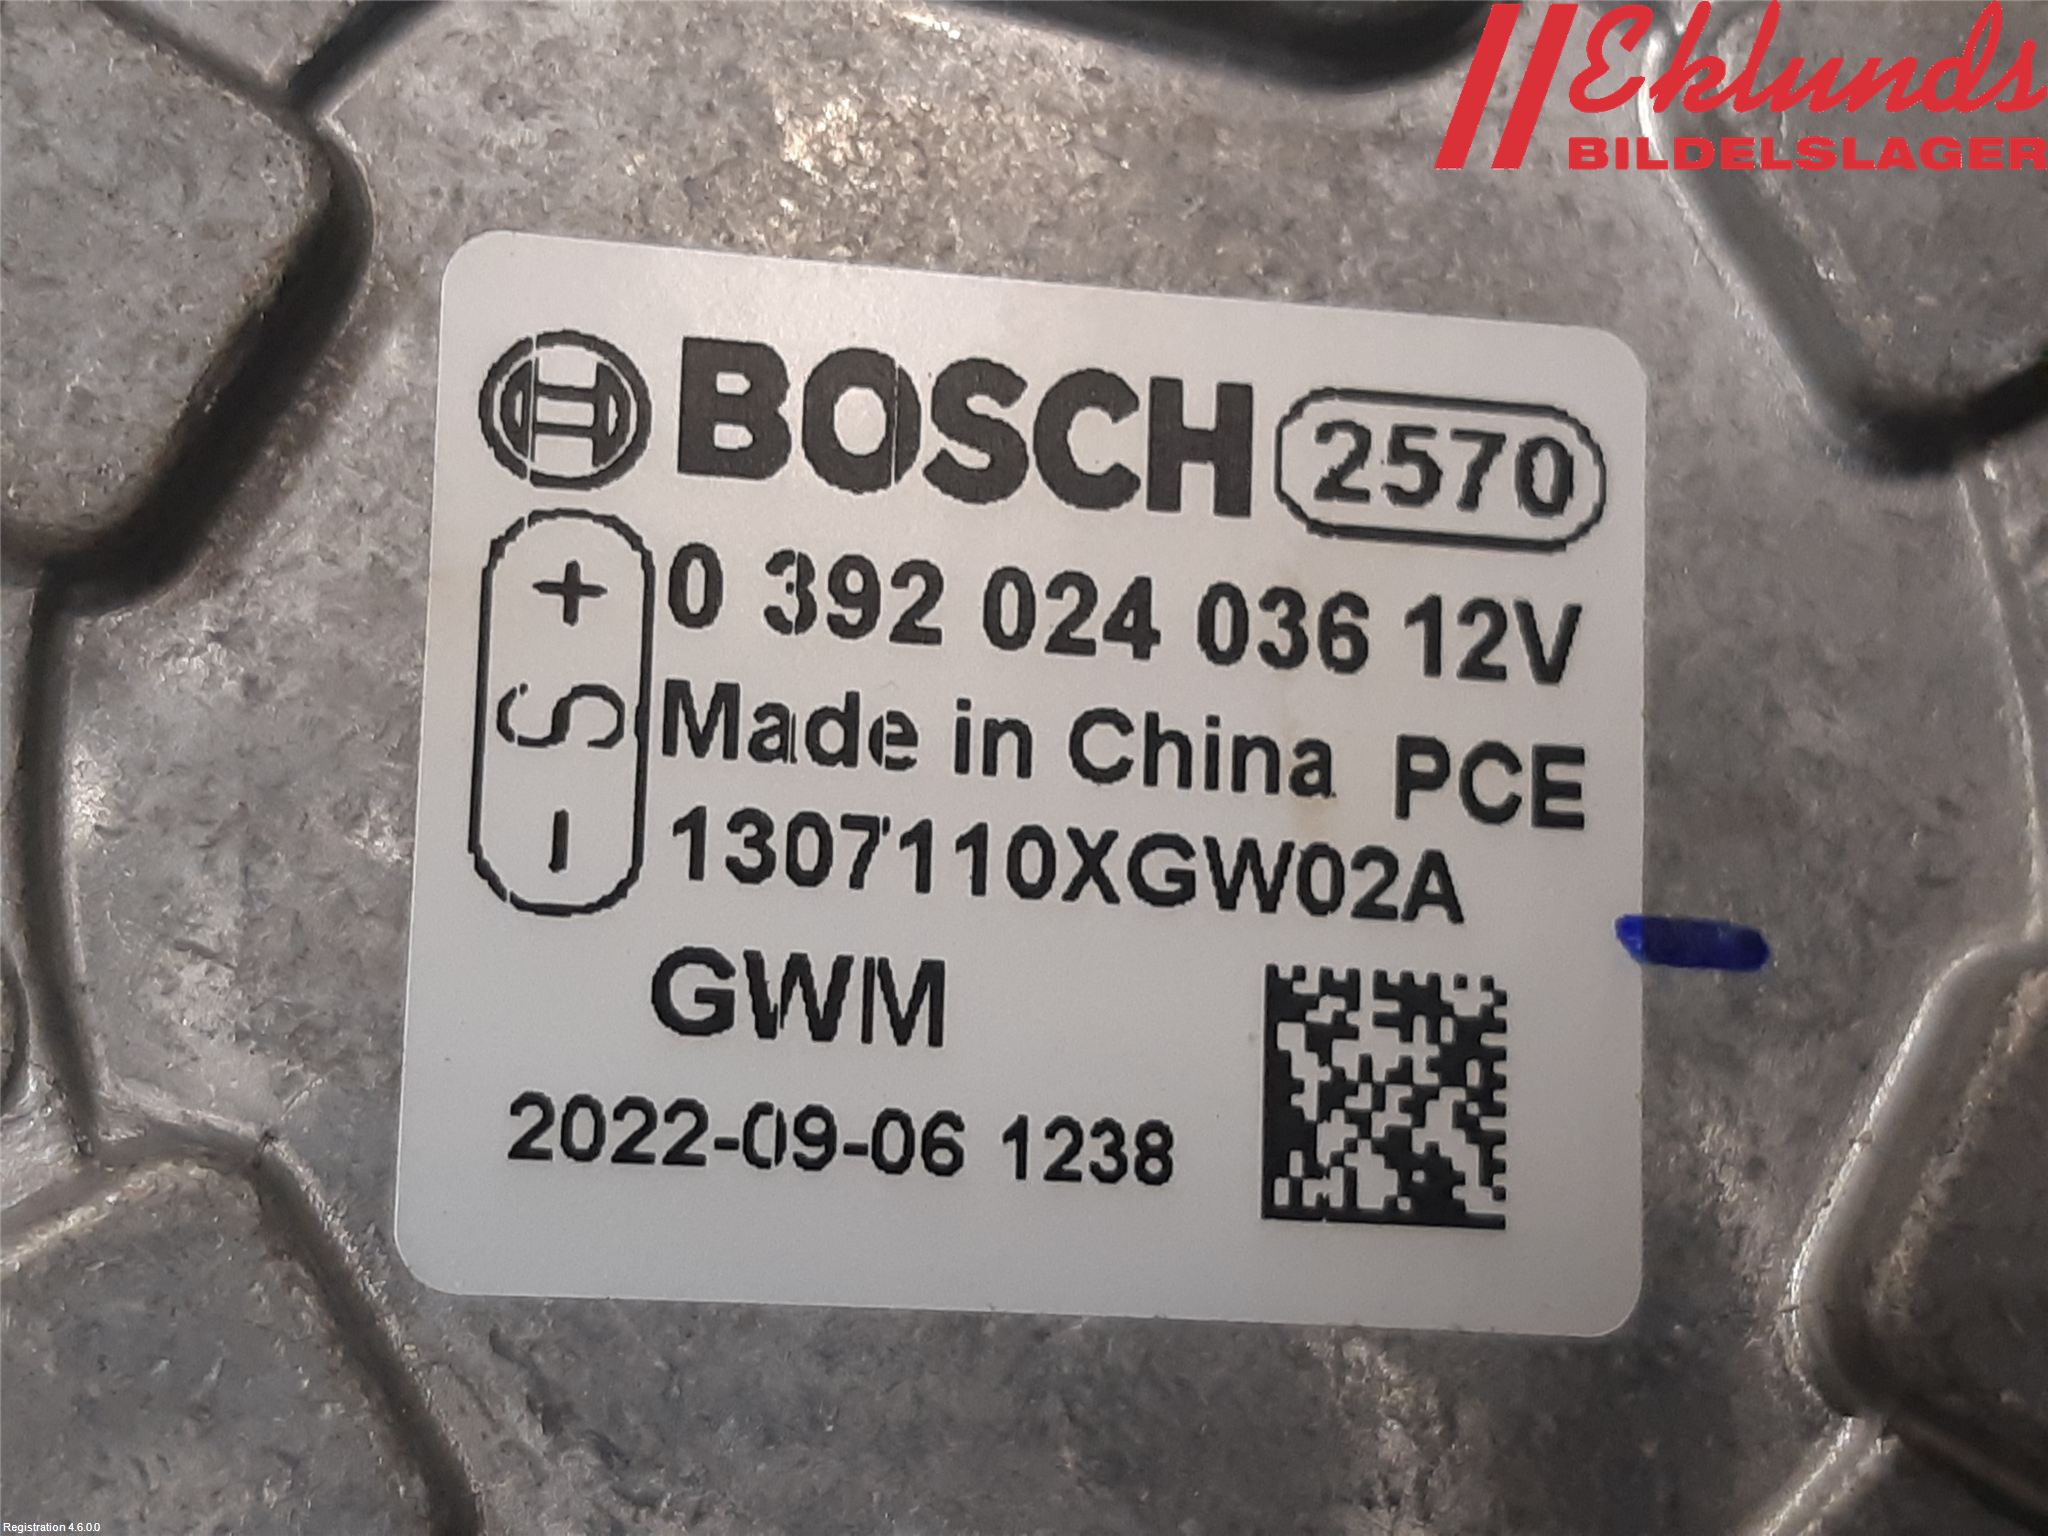 Eklunds
BILDELSLAGER
BOSCH 2570
+ 0 392 024 036 12V
S Made in China PCE
- 1307110XGW02A
GWM
2022-09-06 1238
Registration 4.6.0.0